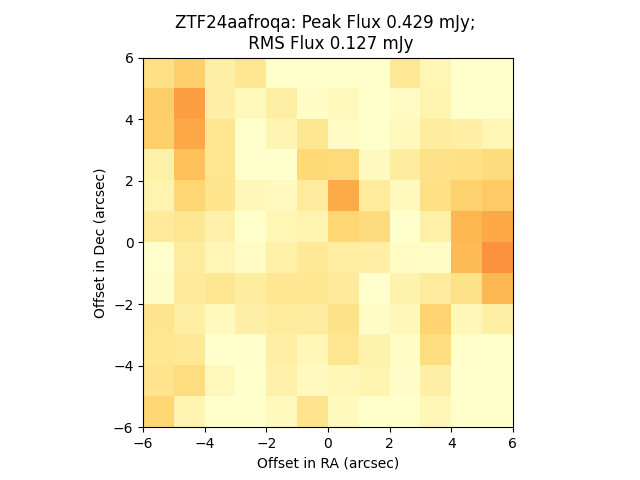 ZTF24aafroqa: Peak Flux 0.429 mJy;
RMS Flux 0.127 mJy
6
4
2
0
−2
−4
−6
Offset in Dec (arcsec)
−6 −4 −2 0 2 4 6
Offset in RA (arcsec)